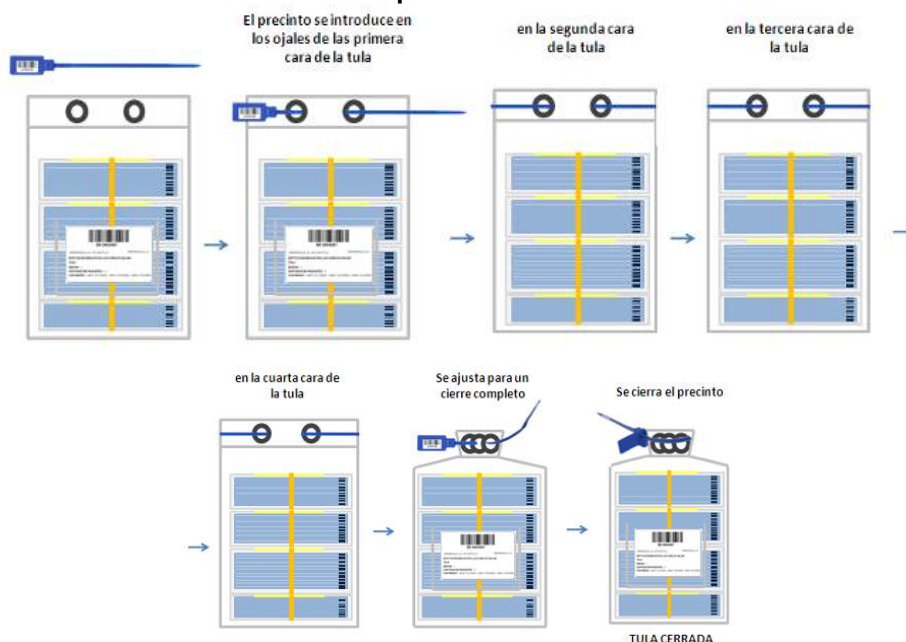 El precinto se introduce en
los ojales de las primera
cara de la tula
en la segunda cara
de la tula
en la tercera cara de
la tula
en la cuarta cara de
la tula
Se ajusta para un
cierre completo
Se cierra el precinto
TULA CERRADA